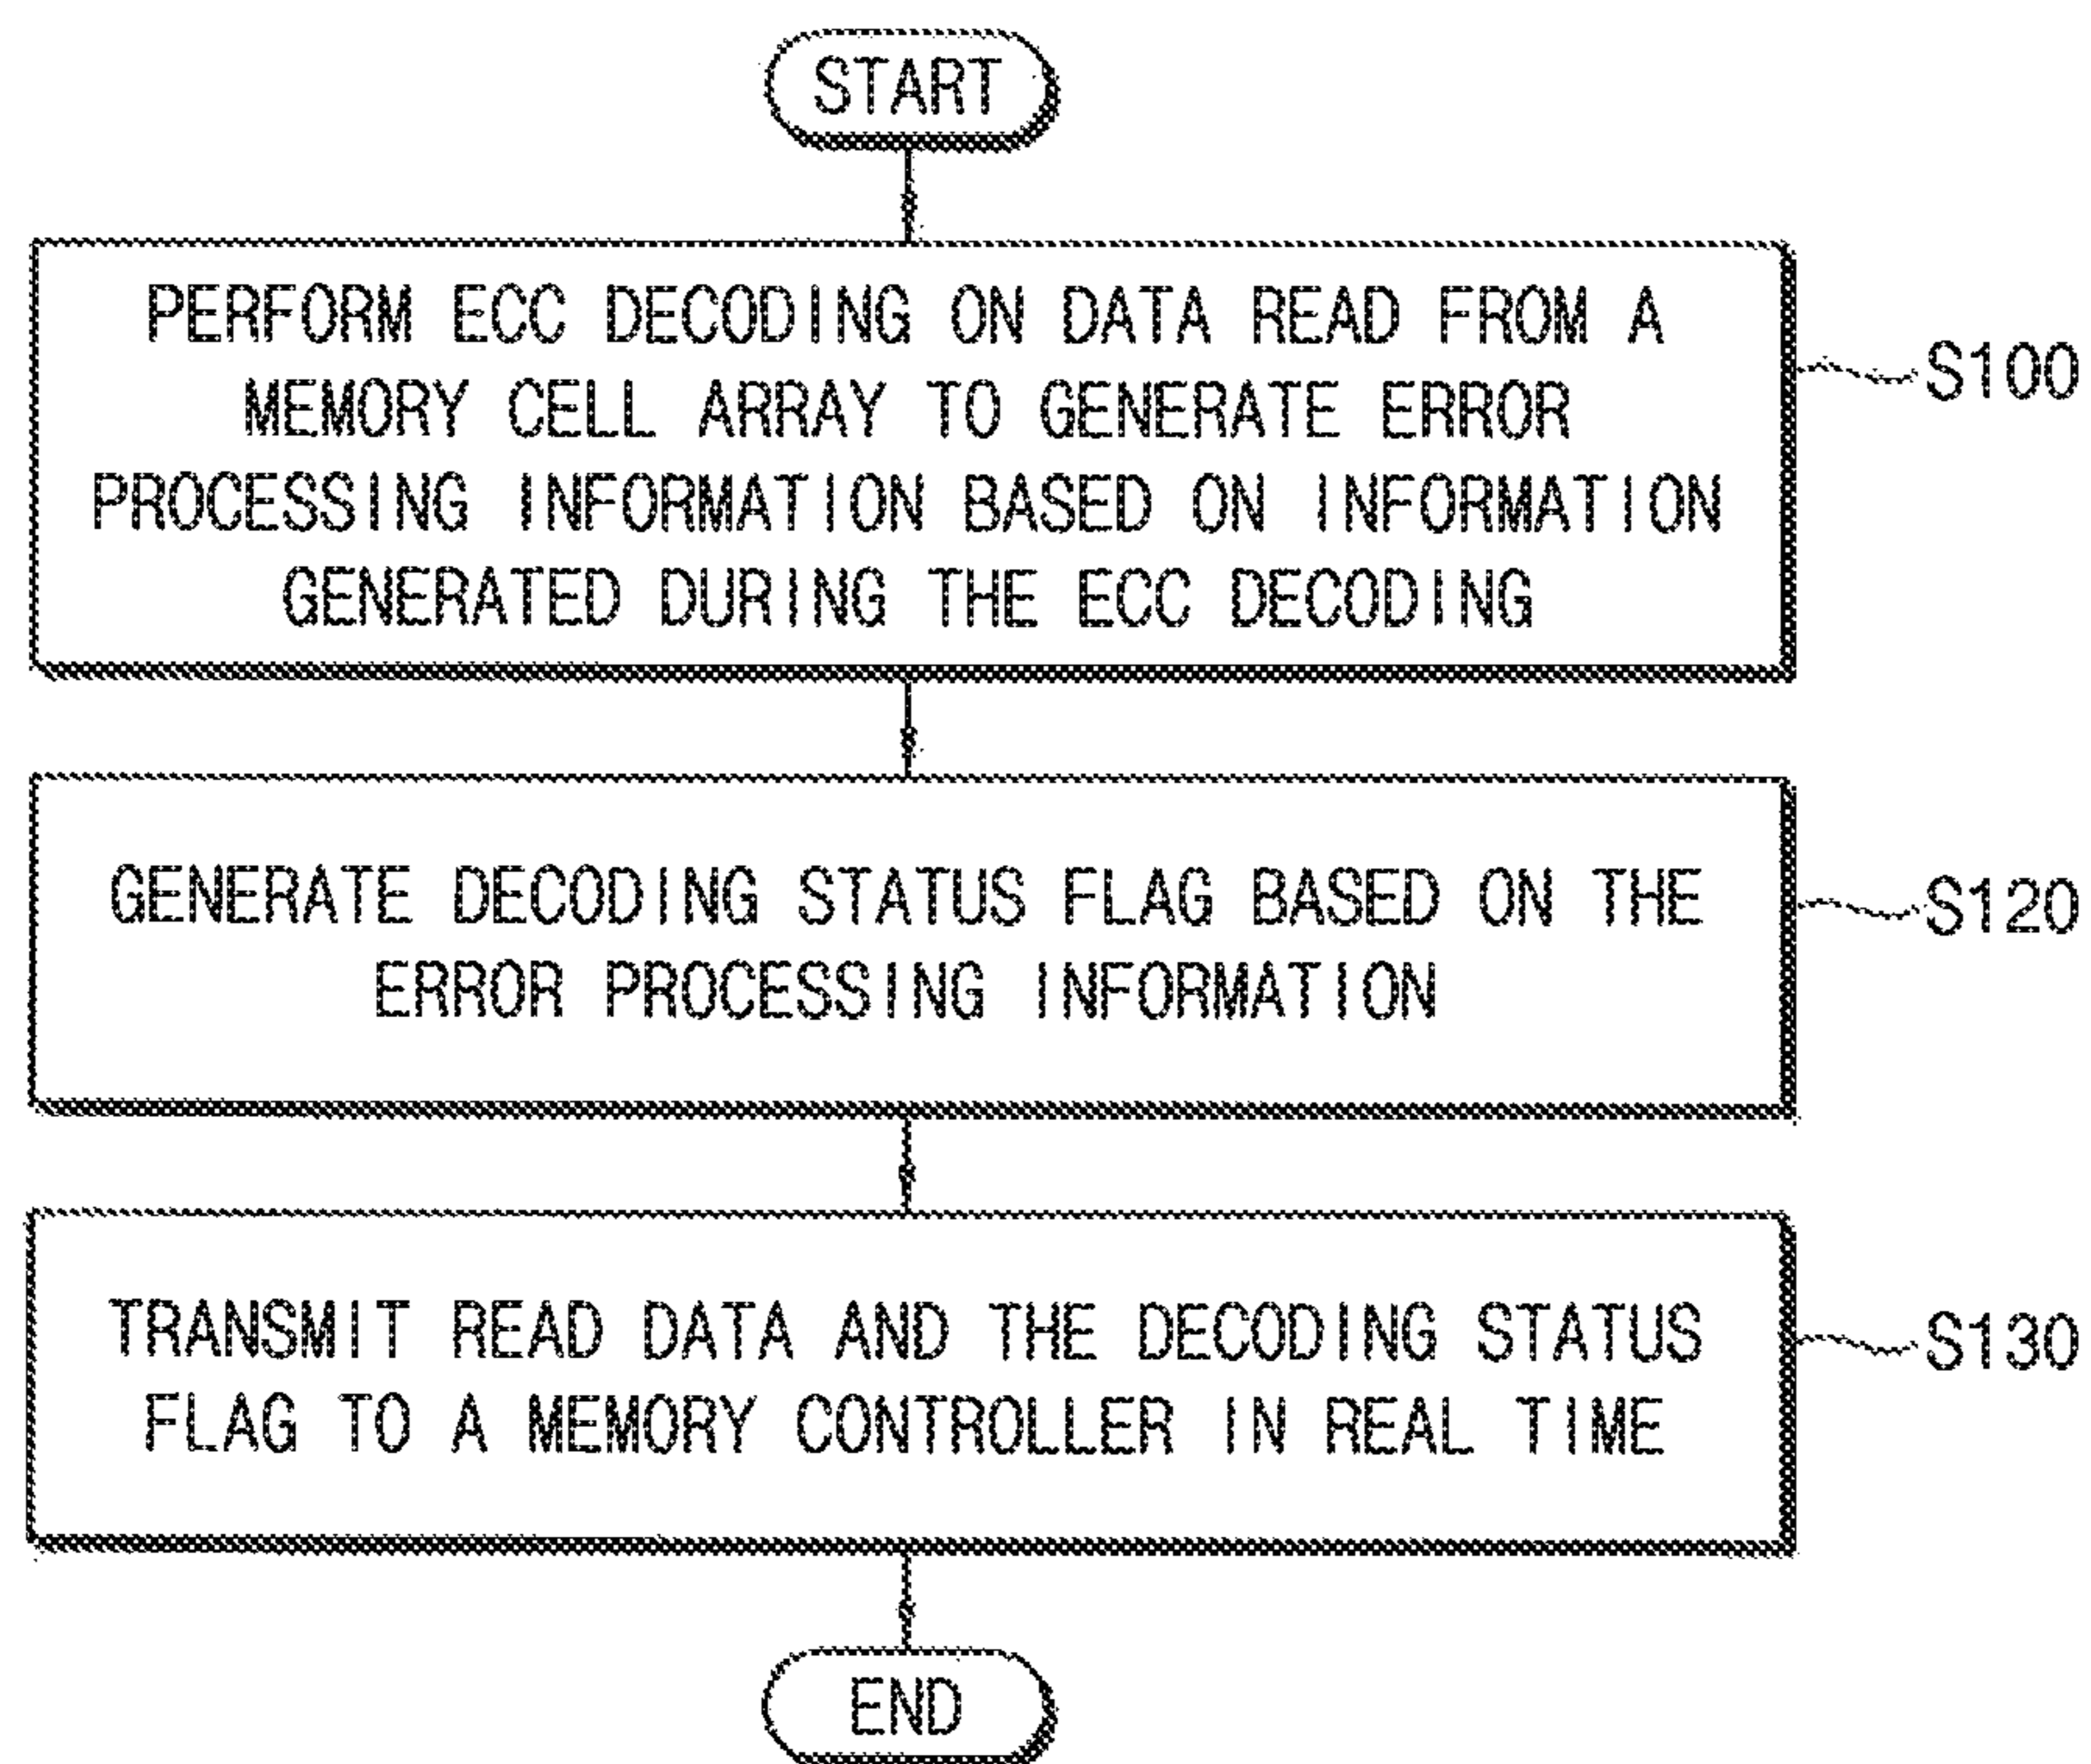 START
PERFORM ECC DECODING ON DATA READ FROM A
MEMORY CELL ARRAY TO GENERATE ERROR
PROCESSING INFORMATION BASED ON INFORMATION
GENERATED DURING THE ECC DECODING
S100
GENERATE DECODING STATUS FLAG BASED ON THE
ERROR PROCESSING INFORMATION
S120
TRANSMIT READ DATA AND THE DECODING STATUS
FLAG TO A MEMORY CONTROLLER IN REAL TIME
S130
END